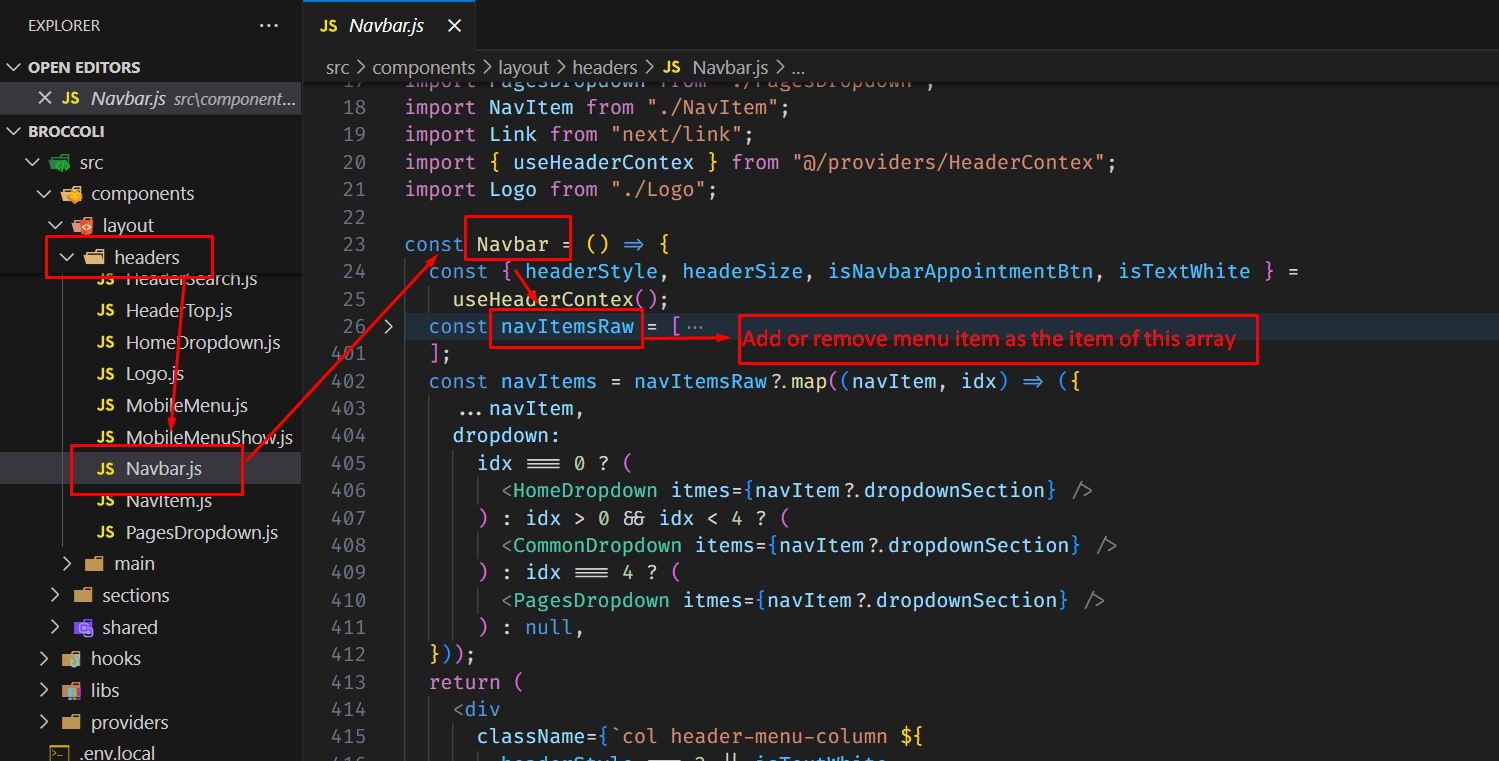 EXPLORER
···
JS Navbar.js
OPEN EDITORS
JS Navbar.js src\component...
BROCCOLI
src
components
layout
headers
HeaderSearch.js
JS HeaderTop.js
JS HomeDropdown.js
JS Logo.js
JS MobileMenu.js
JS MobileMenuShow.js
JS Navbar.js
JS NavItem.js
JS PagesDropdown.js
main
sections
shared
hooks
libs
providers
.env.local
src > components > layout > headers > JS Navbar.js > ...
17 import PagesDropdown from "./PagesDropdown";
18 import NavItem from "./NavItem";
19 import Link from "next/link";
20 import { useHeaderContex } from "@/providers/HeaderContex";
21 import Logo from "./Logo";
22
23 const Navbar = () => {
24 const { headerStyle, headerSize, isNavbarAppointmentBtn, isTextWhite } =
25 useHeaderContex();
26 const navItemsRaw = [···
Add or remove menu item as the item of this array
401 ];
402 const navItems = navItemsRaw?.map((navItem, idx) => ({
403 ...navItem,
404 dropdown:
405 idx === 0 ? (
406 <HomeDropdown itmes={navItem?.dropdownSection} />
407 ) : idx > 0 && idx < 4 ? (
408 <CommonDropdown items={navItem?.dropdownSection} />
409 ) : idx === 4 ? (
410 <PagesDropdown itmes={navItem?.dropdownSection} />
411 ) : null,
412 }));
413 return (
414 <div
415 className={`col header-menu-column ${
416 headerStyle === 2 || isTextWhite